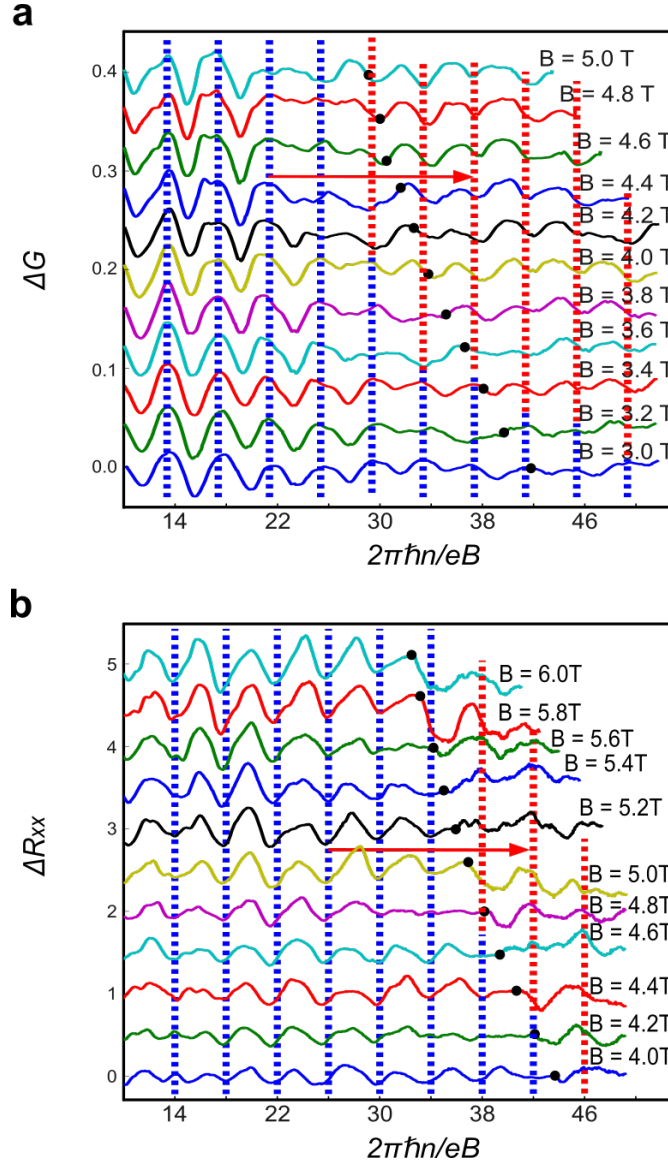 a
0.4
0.3
0.2
0.1
0.0
ΔG
B = 5.0 T
B = 4.8 T
B = 4.6 T
B = 4.4 T
B = 4.2 T
B = 4.0 T
B = 3.8 T
B = 3.6 T
B = 3.4 T
B = 3.2 T
B = 3.0 T
14 22 30 38 46
2πℏn/eB
b
5
4
3
2
1
0
ΔRxx
B = 6.0T
B = 5.8T
B = 5.6T
B = 5.4T
B = 5.2T
B = 5.0T
B = 4.8T
B = 4.6T
B = 4.4T
B = 4.2T
B = 4.0T
14 22 30 38 46
2πℏn/eB